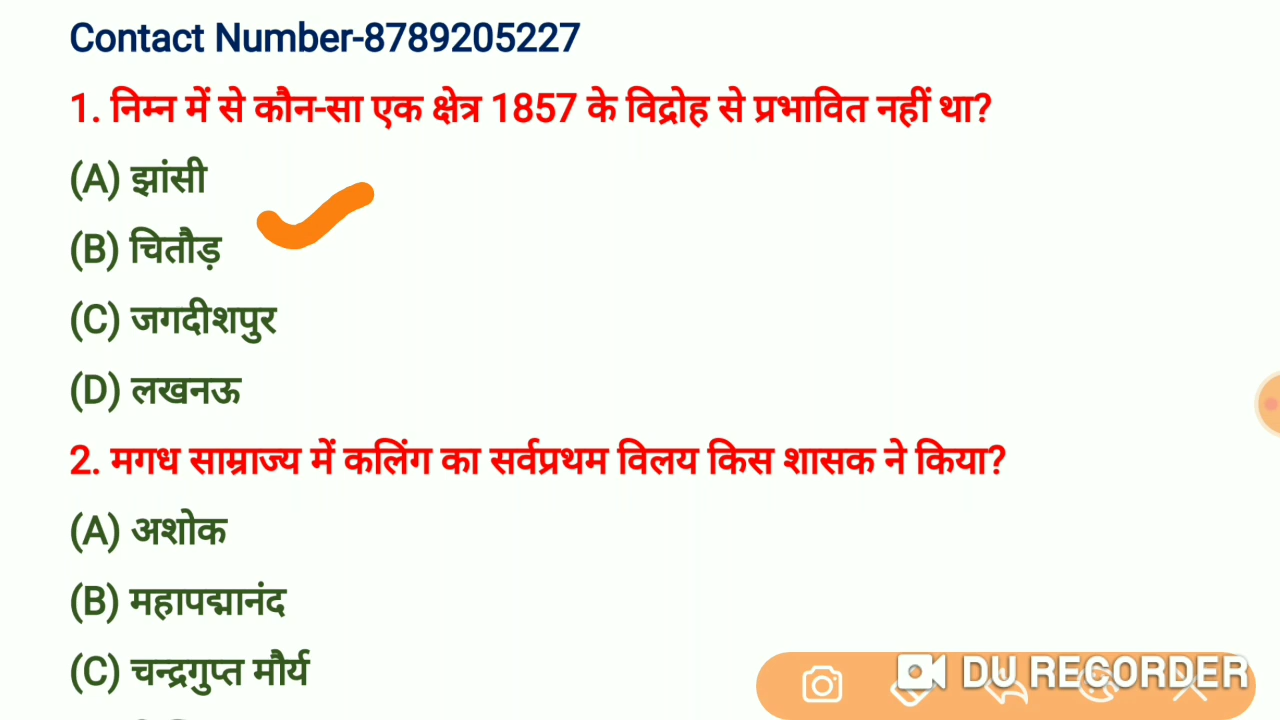 Contact Number-8789205227
1. निम्न में से कौन-सा एक क्षेत्र 1857 के विद्रोह से प्रभावित नहीं था?
(A) झांसी
(B) चितौड़
(C) जगदीशपुर
(D) लखनऊ
2. मगध साम्राज्य में कलिंग का सर्वप्रथम विलय किस शासक ने किया?
(A) अशोक
(B) महापद्मानंद
(C) चन्द्रगुप्त मौर्य
DU RECORDER